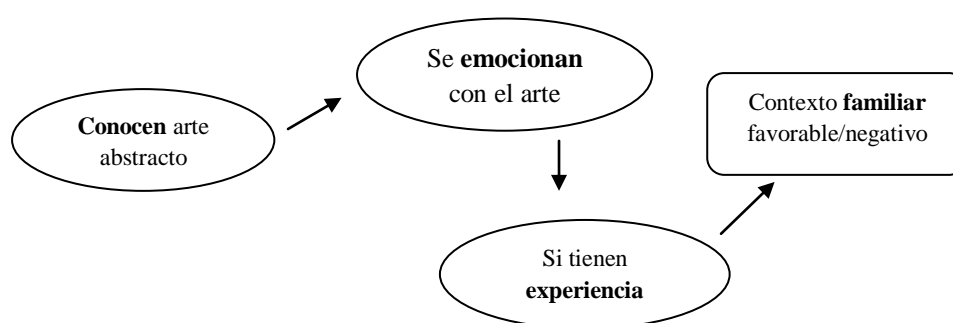 Conocen arte
abstracto
Se emocionan
con el arte
Si tienen
experiencia
Contexto familiar
favorable/negativo